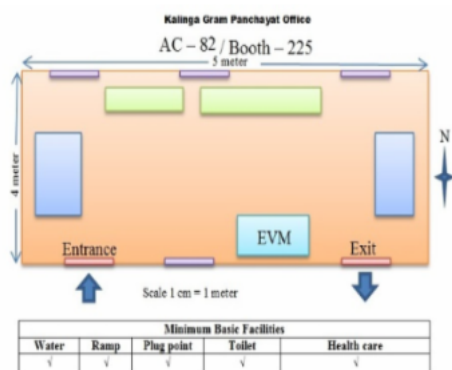 Kalinga Gram Panchayat Office
AC – 82 / Booth – 225
5 meter
4 meter
N
EVM
Entrance
Exit
Scale 1 cm = 1 meter
Minimum Basic Facilities
Water Ramp Plug point Toilet Health care
√ √ √ √ √